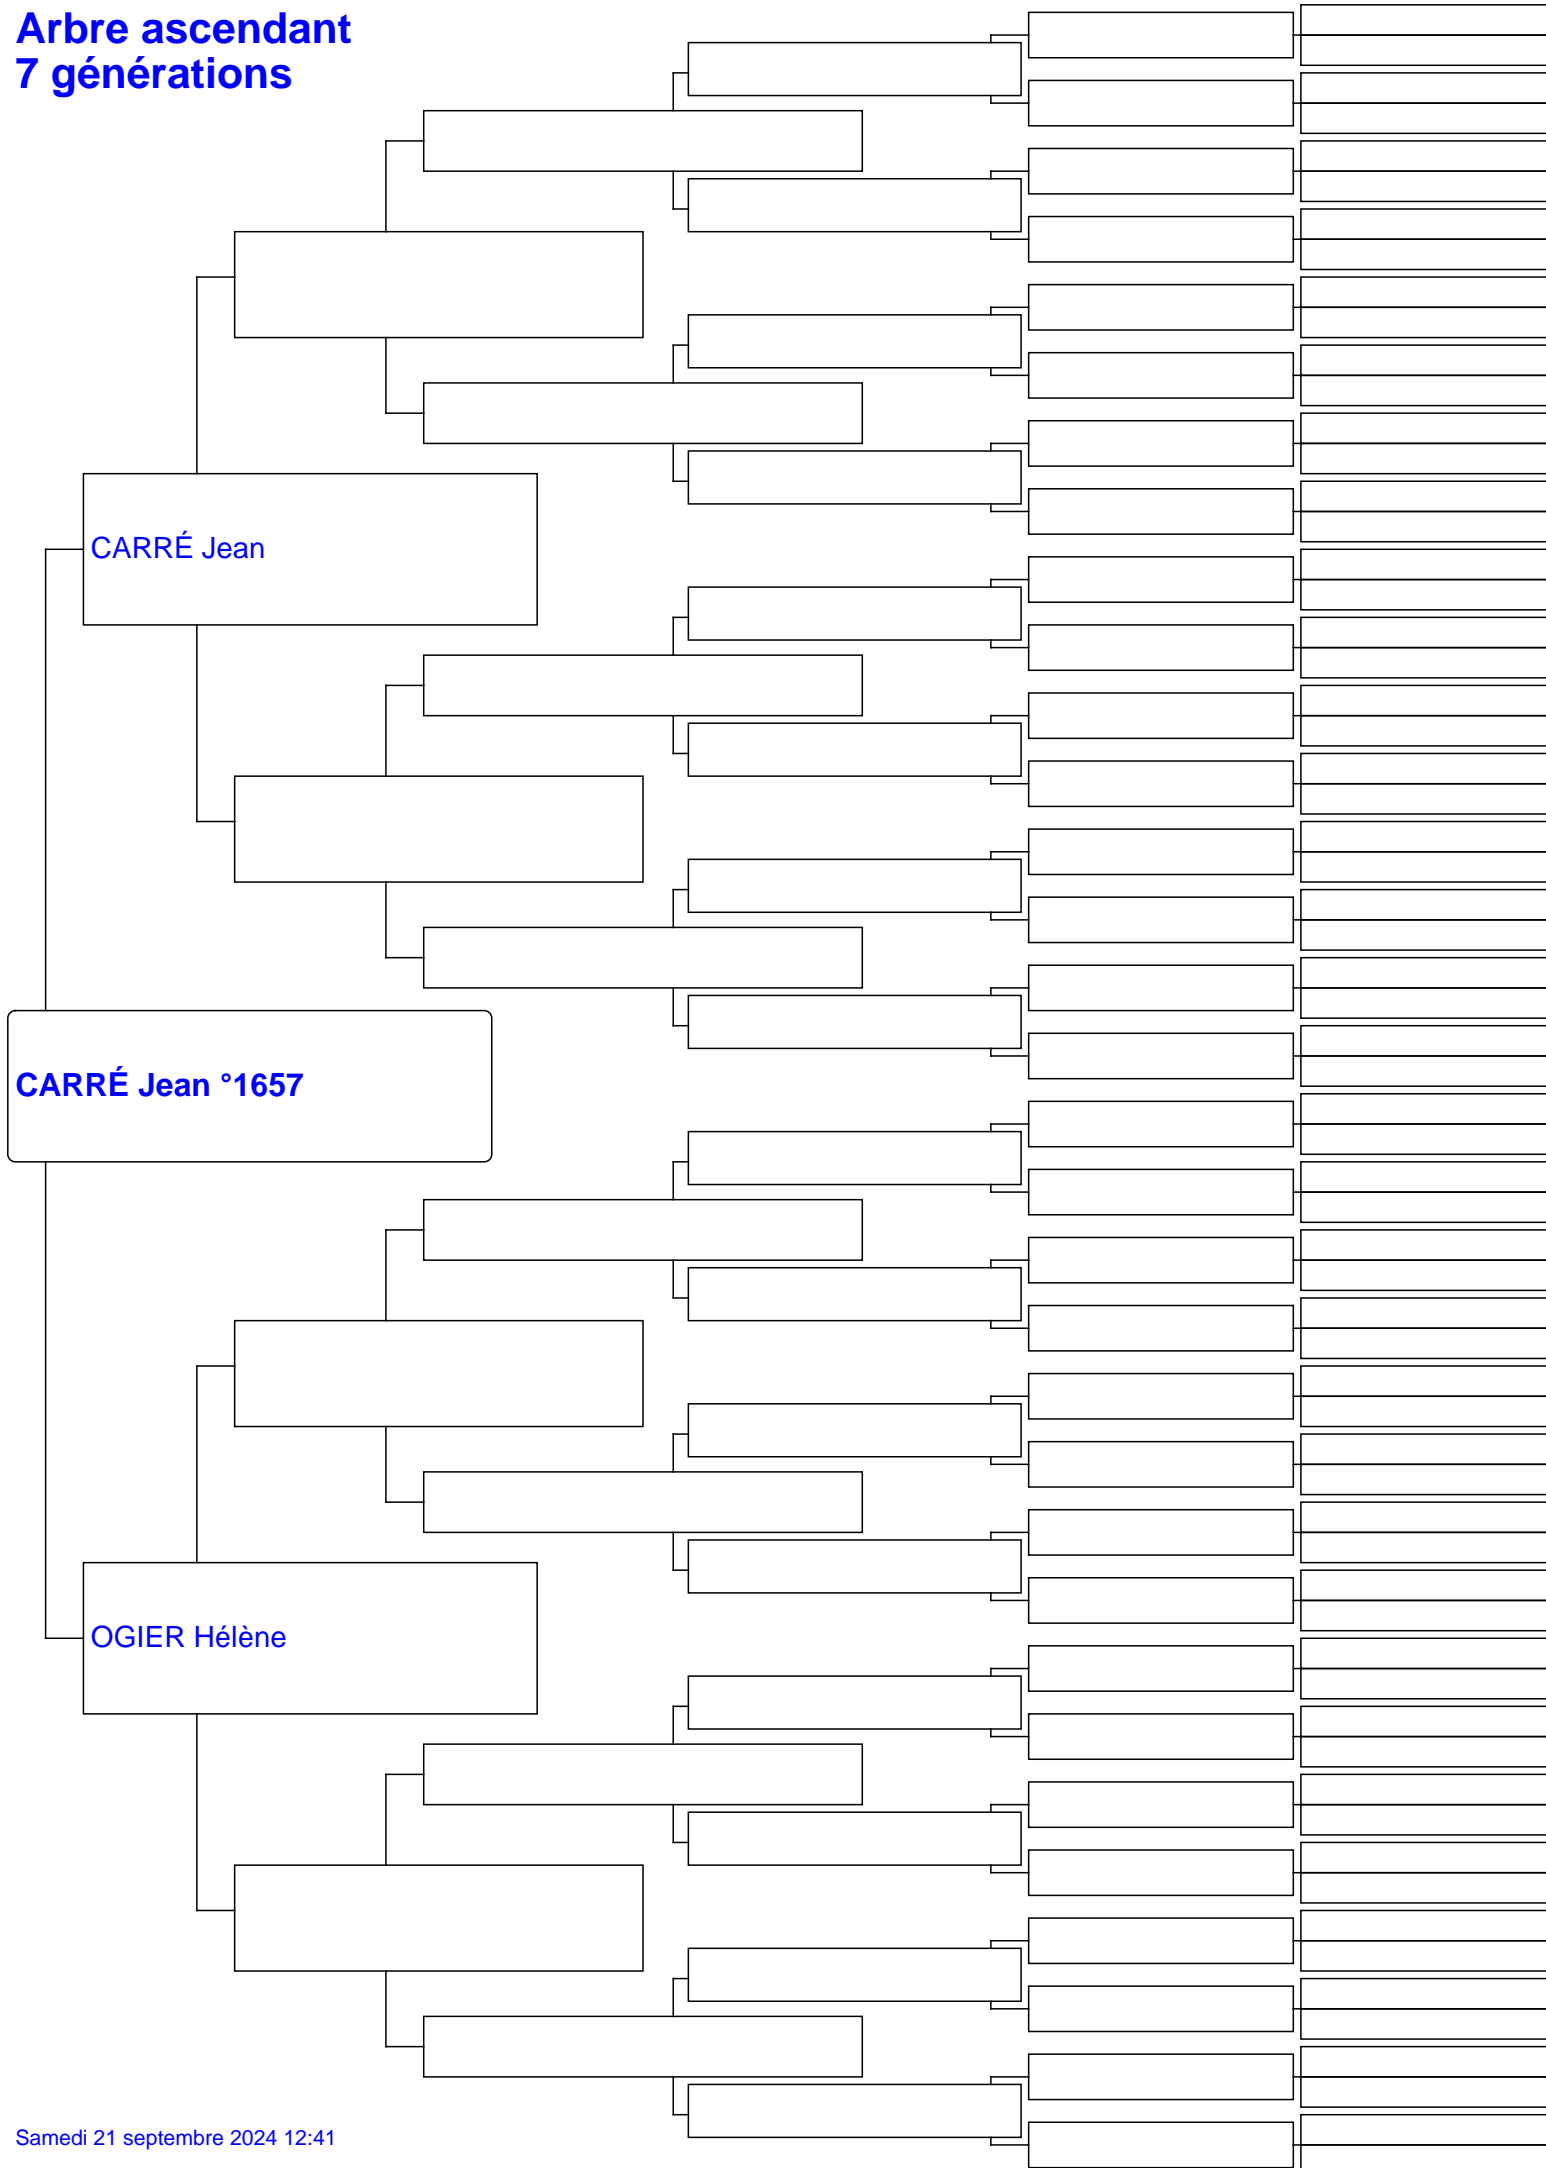 Arbre ascendant
7 générations
CARRÉ Jean
CARRÉ Jean °1657
OGIER Hélène
Samedi 21 septembre 2024 12:41